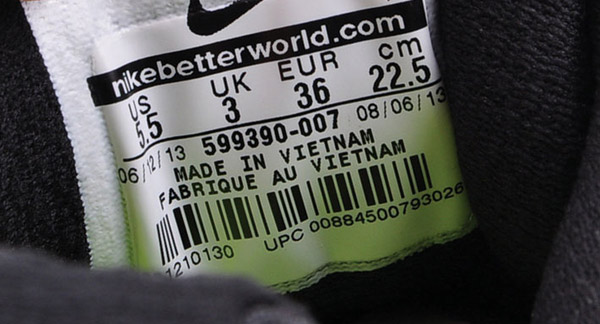 nikebetterworld.com
US UK EUR cm
5.5 3 36 22.5
06/12/13 599390-007 08/06/13
MADE IN VIETNAM
FABRIQUE AU VIETNAM
1210130 UPC 00884500793026